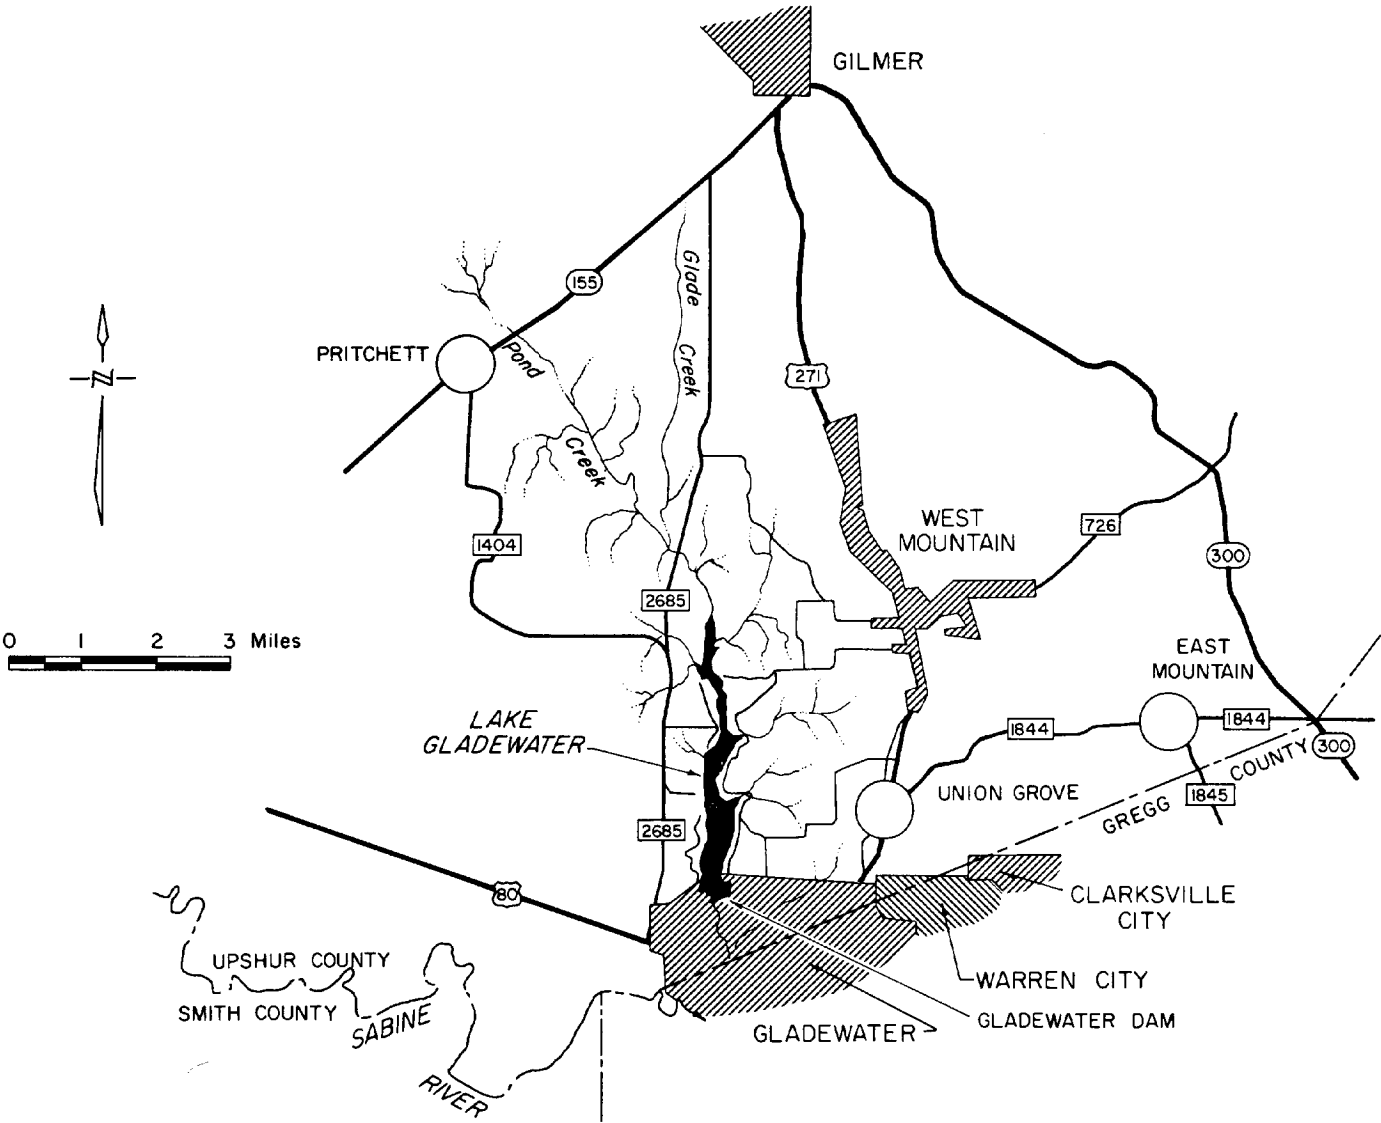 GILMER
Glade
Creek
155
PRITCHETT
Pond
Creek
271
N
WEST
MOUNTAIN
726
1404
300
2685
0 1 2 3 Miles
EAST
MOUNTAIN
LAKE
GLADEWATER
1844
1844
300
GREGG COUNTY
1845
UNION GROVE
2685
80
CLARKSVILLE
CITY
UPSHUR COUNTY
SMITH COUNTY
SABINE
RIVER
WARREN CITY
GLADEWATER DAM
GLADEWATER